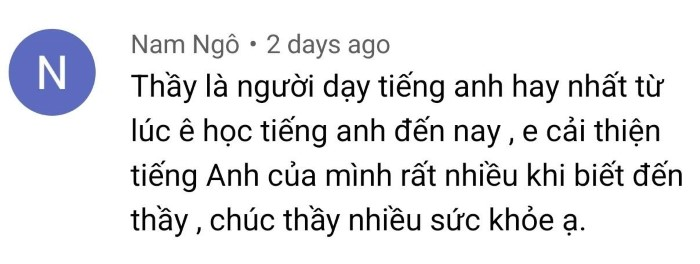 N
Nam Ngô • 2 days ago
Thầy là người dạy tiếng anh hay nhất từ
lúc ê học tiếng anh đến nay , e cải thiện
tiếng Anh của mình rất nhiều khi biết đến
thầy , chúc thầy nhiều sức khỏe ạ.